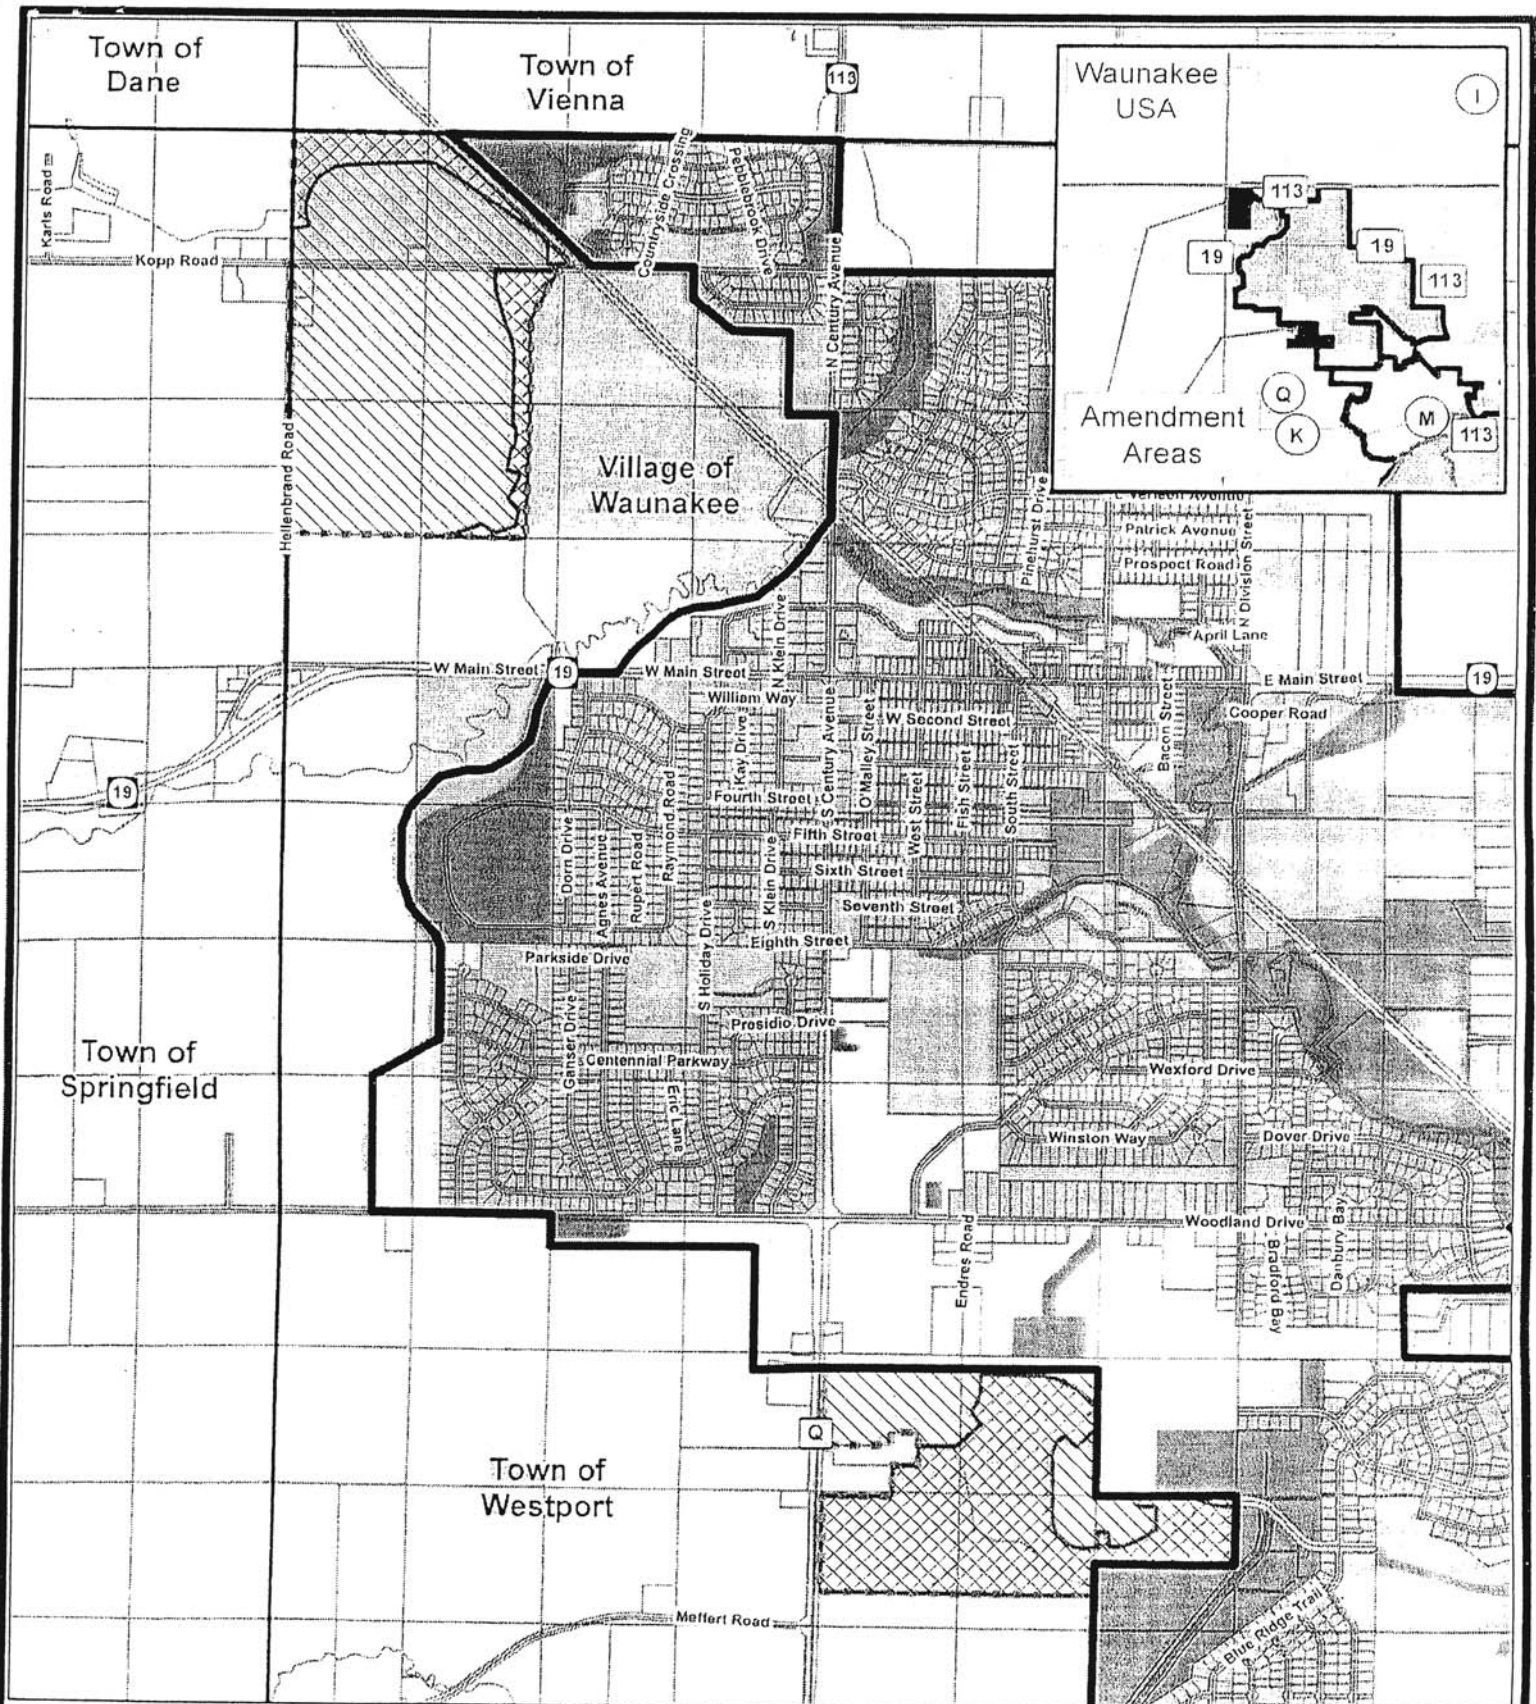 Town of
Dane
Town of
Vienna
113
Waunakee
USA
I
113
19
19
113
Q
K
M
113
Amendment
Areas
Karls Road
Kopp Road
Countryside Crossing
Pebblebrook Drive
N Century Avenue
Hellenbrand Road
Village of
Waunakee
Pinehurst Drive
E Verleen Avenue
Patrick Avenue
Prospect Road
N Division Street
April Lane
N Klein Drive
W Main Street
19
W Main Street
William Way
E Main Street
19
Cooper Road
W Second Street
Bacon Street
Kay Drive
S Century Avenue
O'Malley Street
19
Fourth Street
Fifth Street
Sixth Street
Seventh Street
Eighth Street
West Street
Fish Street
South Street
Dorn Drive
Agnes Avenue
Rupert Road
Raymond Road
S Klein Drive
S Holiday Drive
Parkside Drive
Presidio Drive
Ganser Drive
Centennial Parkway
Eric Lane
Town of
Springfield
Wexford Drive
Winston Way
Dover Drive
Woodland Drive
Endres Road
Bradford Bay
Danbury Bay
Q
Town of
Westport
Meffert Road
Blue Ridge Trail